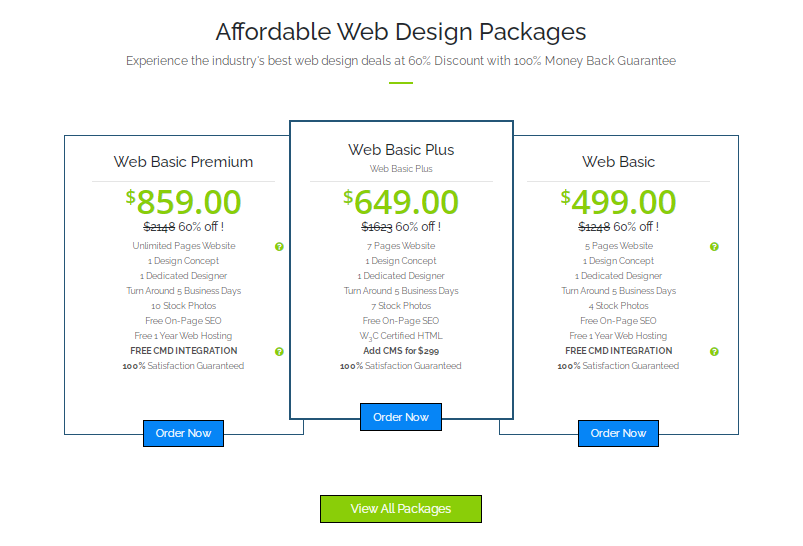 Affordable Web Design Packages
Experience the industry's best web design deals at 60% Discount with 100% Money Back Guarantee
Web Basic Premium
$859.00
$2148 60% off !
Unlimited Pages Website
1 Design Concept
1 Dedicated Designer
Turn Around 5 Business Days
10 Stock Photos
Free On-Page SEO
Free 1 Year Web Hosting
FREE CMD INTEGRATION
100% Satisfaction Guaranteed
Order Now
Web Basic Plus
Web Basic Plus
$649.00
$1623 60% off !
7 Pages Website
1 Design Concept
1 Dedicated Designer
Turn Around 5 Business Days
7 Stock Photos
Free On-Page SEO
W3C Certified HTML
Add CMS for $299
100% Satisfaction Guaranteed
Order Now
Web Basic
$499.00
$1248 60% off !
5 Pages Website
1 Design Concept
1 Dedicated Designer
Turn Around 5 Business Days
4 Stock Photos
Free On-Page SEO
Free 1 Year Web Hosting
FREE CMD INTEGRATION
100% Satisfaction Guaranteed
Order Now
View All Packages